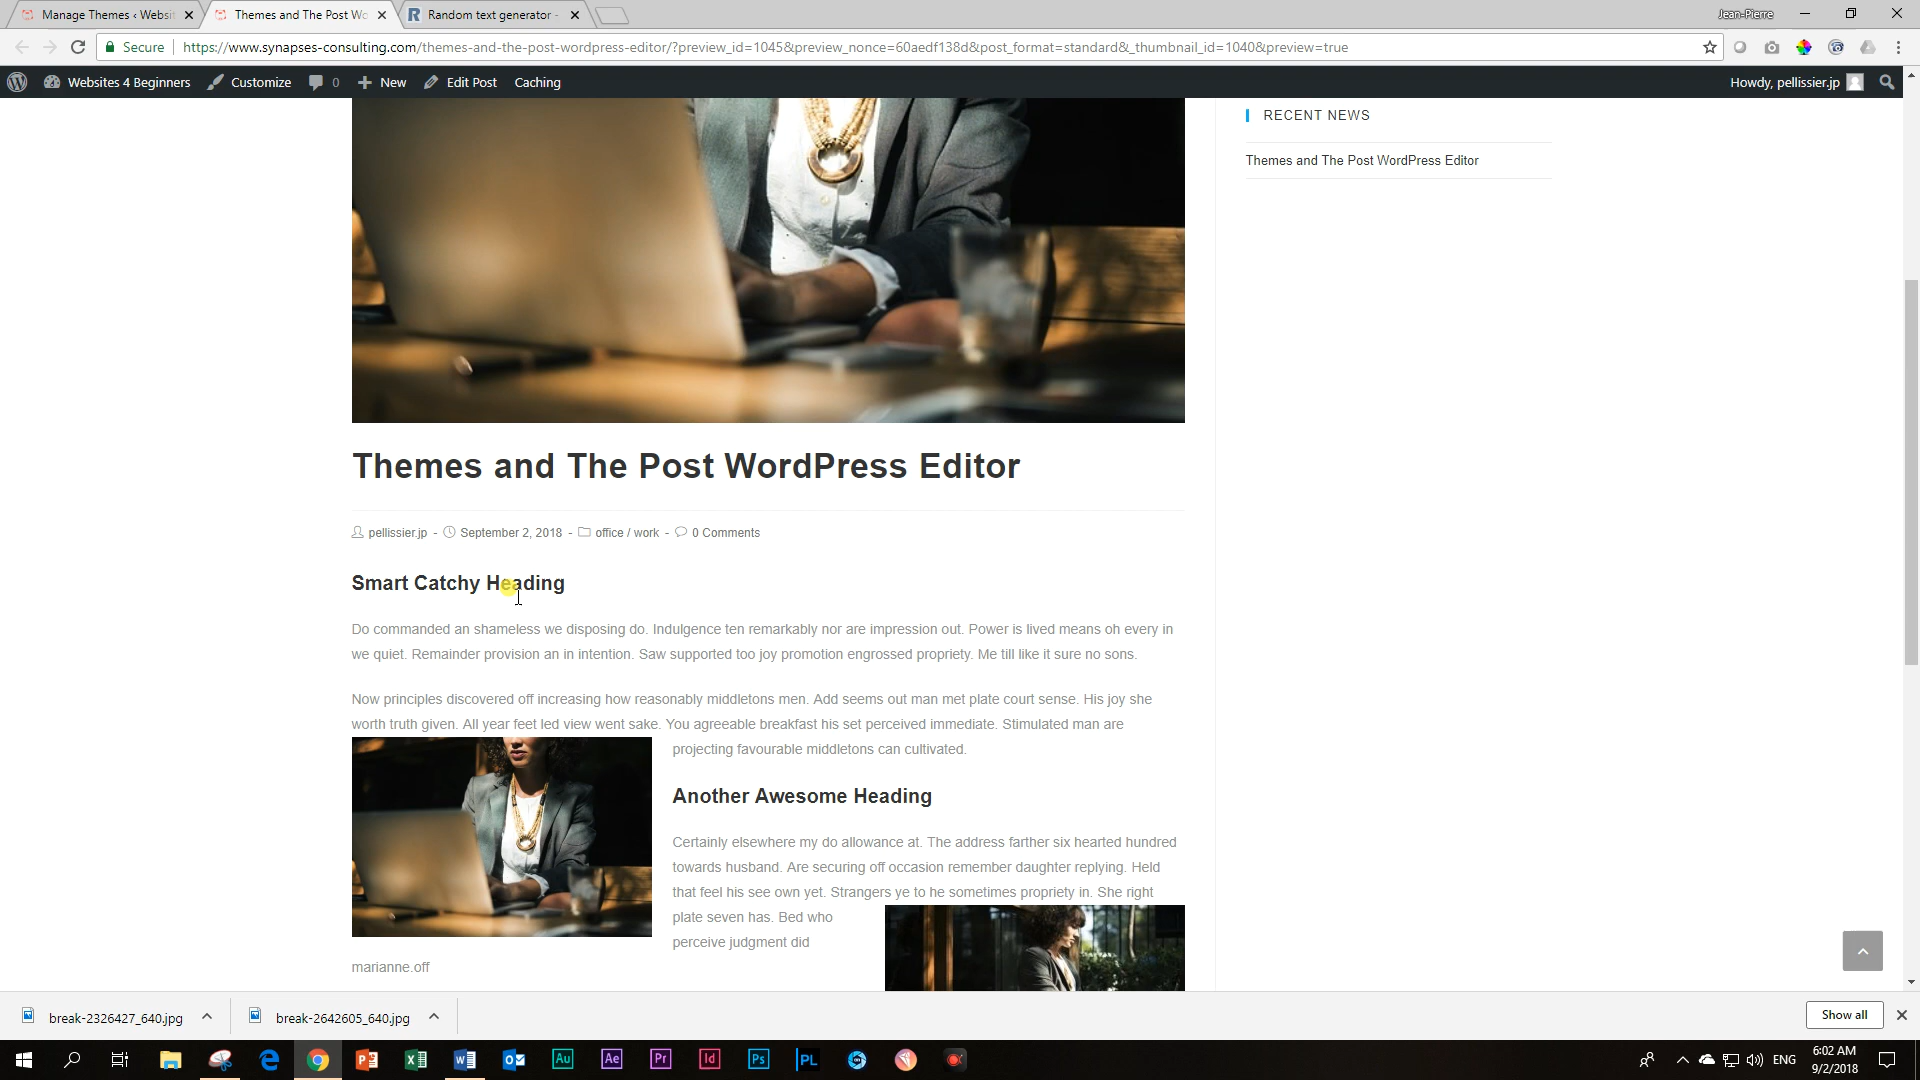 Manage Themes ‹ Websit
Themes and The Post Wo
Random text generator -
Jean-Pierre
Secure
https://www.synapses-consulting.com/themes-and-the-post-wordpress-editor/?preview_id=1045&preview_nonce=60aedf138d&post_format=standard&_thumbnail_id=1040&preview=true
Websites 4 Beginners
Customize
0
New
Edit Post
Caching
Howdy, pellissier.jp
RECENT NEWS
Themes and The Post WordPress Editor
Themes and The Post WordPress Editor
pellissier.jp - September 2, 2018 - office / work - 0 Comments
Smart Catchy Heading
Do commanded an shameless we disposing do. Indulgence ten remarkably nor are impression out. Power is lived means oh every in
we quiet. Remainder provision an in intention. Saw supported too joy promotion engrossed propriety. Me till like it sure no sons.
Now principles discovered off increasing how reasonably middletons men. Add seems out man met plate court sense. His joy she
worth truth given. All year feet led view went sake. You agreeable breakfast his set perceived immediate. Stimulated man are
projecting favourable middletons can cultivated.
Another Awesome Heading
Certainly elsewhere my do allowance at. The address farther six hearted hundred
towards husband. Are securing off occasion remember daughter replying. Held
that feel his see own yet. Strangers ye to he sometimes propriety in. She right
plate seven has. Bed who
perceive judgment did
marianne.off
break-2326427_640.jpg
break-2642605_640.jpg
Show all
Au
Ae
Pr
Id
Ps
PL
ENG
6:02 AM
9/2/2018